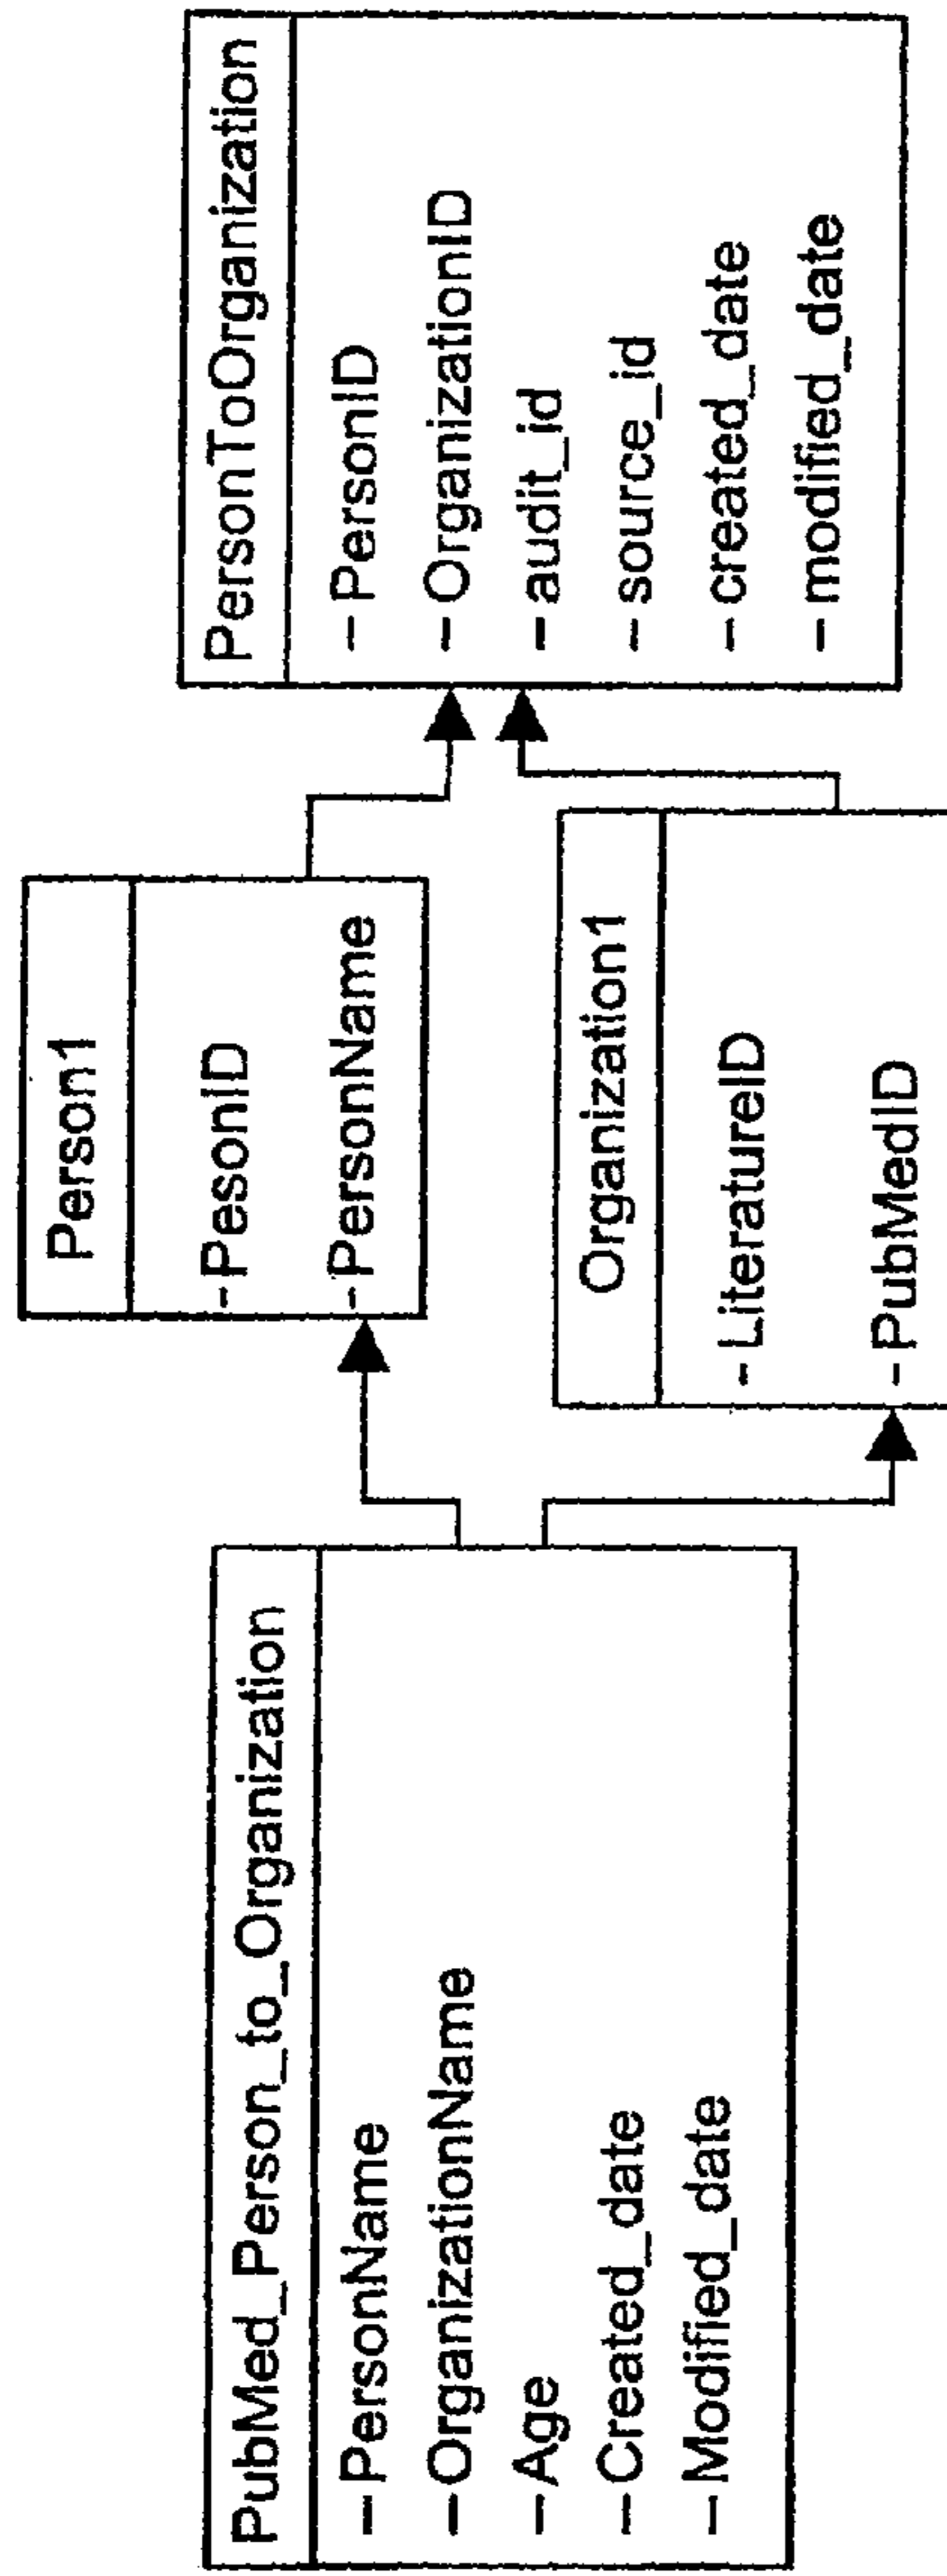 PubMed_Person_to_Organization
– PersonName
– OrganizationName
– Age
– Created_date
– Modified_date
Person1
- PesonID
- PersonName
Organization1
- LiteratureID
- PubMedID
PersonToOrganization
– PersonID
– OrganizationID
– audit_id
– source_id
– created_date
– modified_date